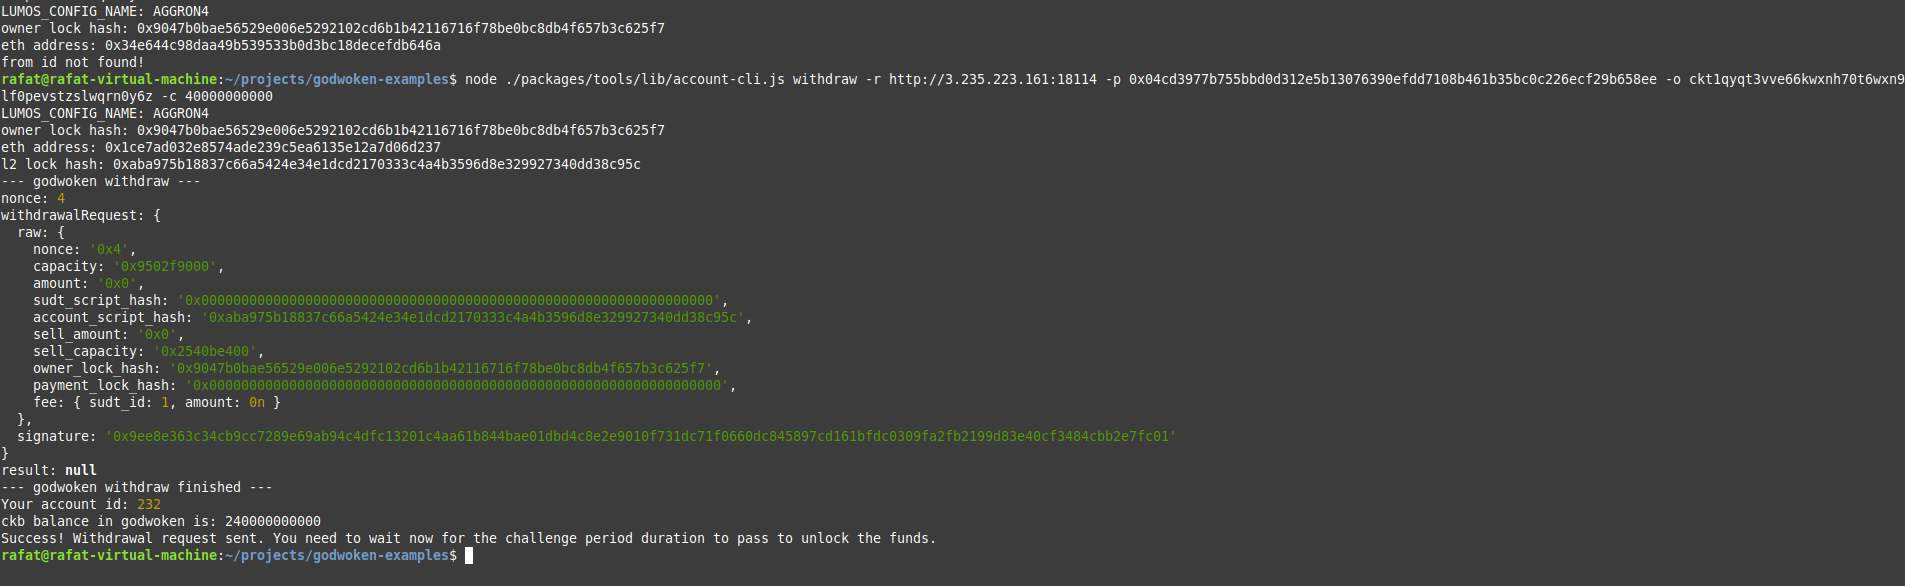 LUMOS_CONFIG_NAME: AGGRON4
owner lock hash: 0x9047b0bae56529e006e5292102cd6b1b42116716f78be0bc8db4f657b3c625f7
eth address: 0x34e644c98daa49b539533b0d3bc18decefdb646a
from id not found!
rafat@rafat-virtual-machine:~/projects/godwoken-examples$ node ./packages/tools/lib/account-cli.js withdraw -r http://3.235.223.161:18114 -p 0x04cd3977b755bbd0d312e5b13076390efdd7108b461b35bc0c226ecf29b658ee -o ckt1qyqt3vve66kwxnh70t6wxn9
lf0pevstzslwqrn0y6z -c 40000000000
LUMOS_CONFIG_NAME: AGGRON4
owner lock hash: 0x9047b0bae56529e006e5292102cd6b1b42116716f78be0bc8db4f657b3c625f7
eth address: 0x1ce7ad032e8574ade239c5ea6135e12a7d06d237
l2 lock hash: 0xaba975b18837c66a5424e34e1dcd2170333c4a4b3596d8e329927340dd38c95c
--- godwoken withdraw ---
nonce: 4
withdrawalRequest: {
  raw: {
    nonce: '0x4',
    capacity: '0x9502f9000',
    amount: '0x0',
    sudt_script_hash: '0x0000000000000000000000000000000000000000000000000000000000000000',
    account_script_hash: '0xaba975b18837c66a5424e34e1dcd2170333c4a4b3596d8e329927340dd38c95c',
    sell_amount: '0x0',
    sell_capacity: '0x2540be400',
    owner_lock_hash: '0x9047b0bae56529e006e5292102cd6b1b42116716f78be0bc8db4f657b3c625f7',
    payment_lock_hash: '0x0000000000000000000000000000000000000000000000000000000000000000',
    fee: { sudt_id: 1, amount: 0n }
  },
  signature: '0x9ee8e363c34cb9cc7289e69ab94c4dfc13201c4aa61b844bae01dbd4c8e2e9010f731dc71f0660dc845897cd161bfdc0309fa2fb2199d83e40cf3484cbb2e7fc01'
}
result: null
--- godwoken withdraw finished ---
Your account id: 232
ckb balance in godwoken is: 240000000000
Success! Withdrawal request sent. You need to wait now for the challenge period duration to pass to unlock the funds.
rafat@rafat-virtual-machine:~/projects/godwoken-examples$